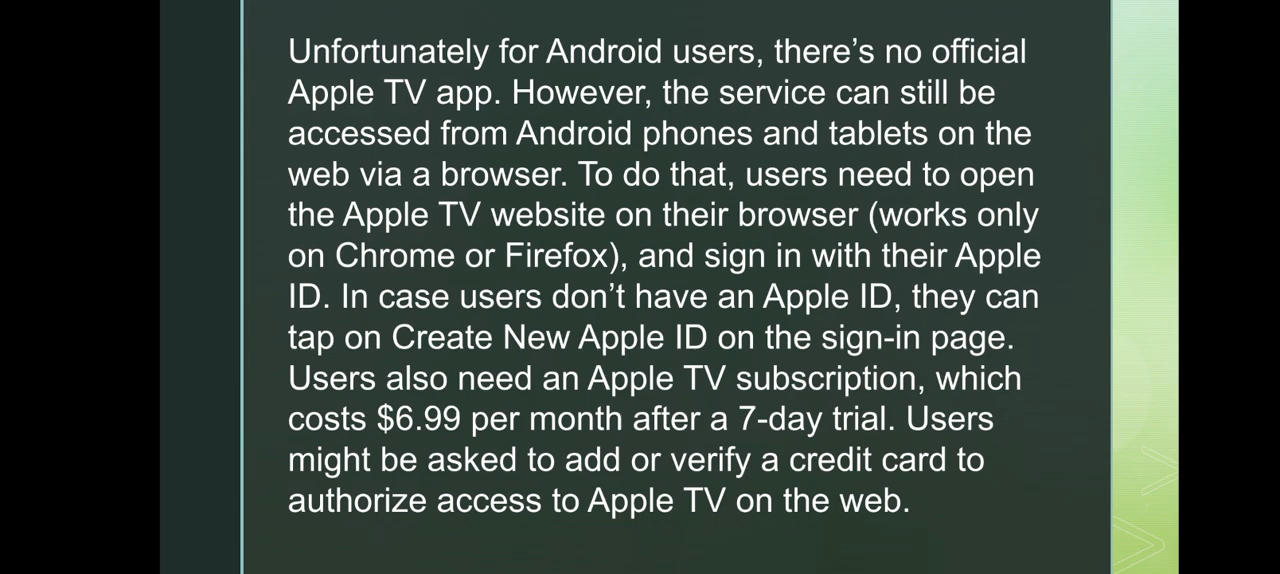 Unfortunately for Android users, there’s no official
Apple TV app. However, the service can still be
accessed from Android phones and tablets on the
web via a browser. To do that, users need to open
the Apple TV website on their browser (works only
on Chrome or Firefox), and sign in with their Apple
ID. In case users don’t have an Apple ID, they can
tap on Create New Apple ID on the sign-in page.
Users also need an Apple TV subscription, which
costs $6.99 per month after a 7-day trial. Users
might be asked to add or verify a credit card to
authorize access to Apple TV on the web.